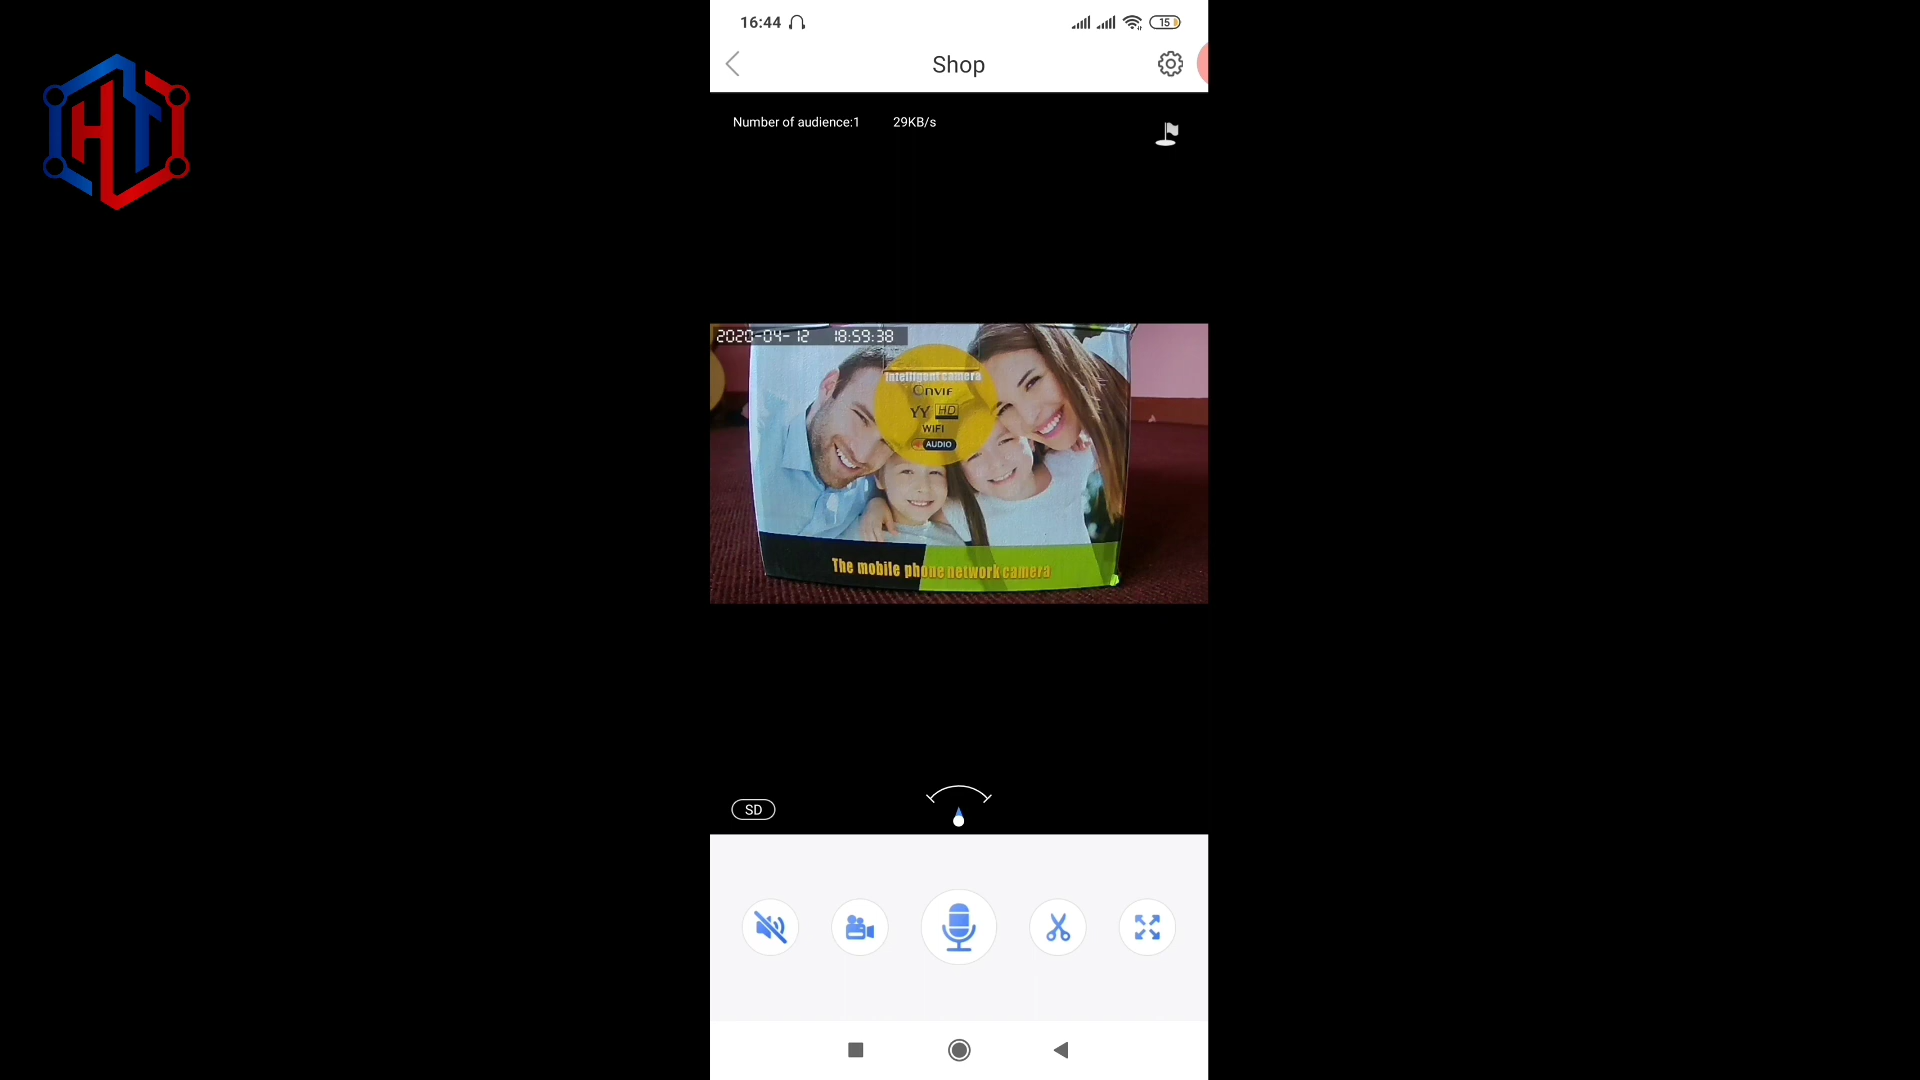 16:44
15
Shop
Number of audience:1 29KB/s
2020-04-12 18:59:38
Intelligent camera
Onvif
YY HD
WIFI
AUDIO
The mobile phone network camera
SD
HT